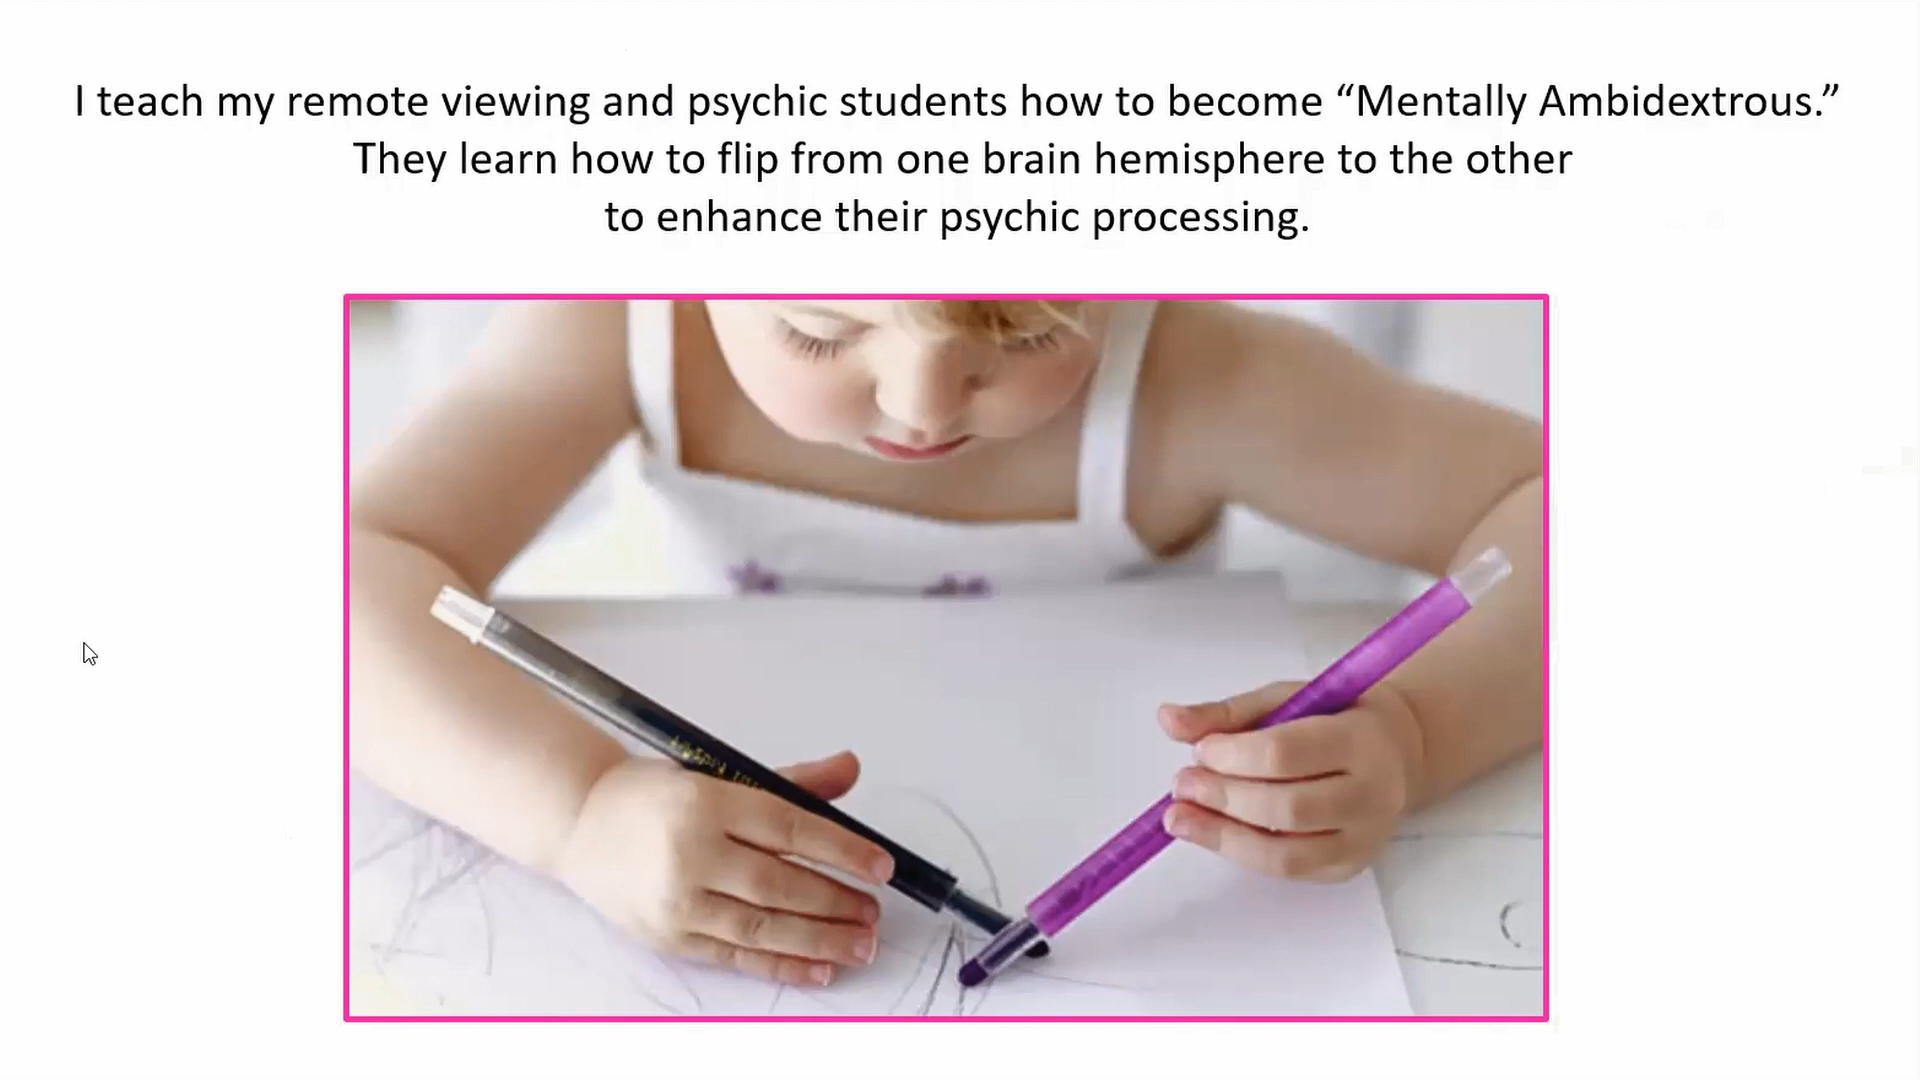 I teach my remote viewing and psychic students how to become “Mentally Ambidextrous.”
They learn how to flip from one brain hemisphere to the other
to enhance their psychic processing.